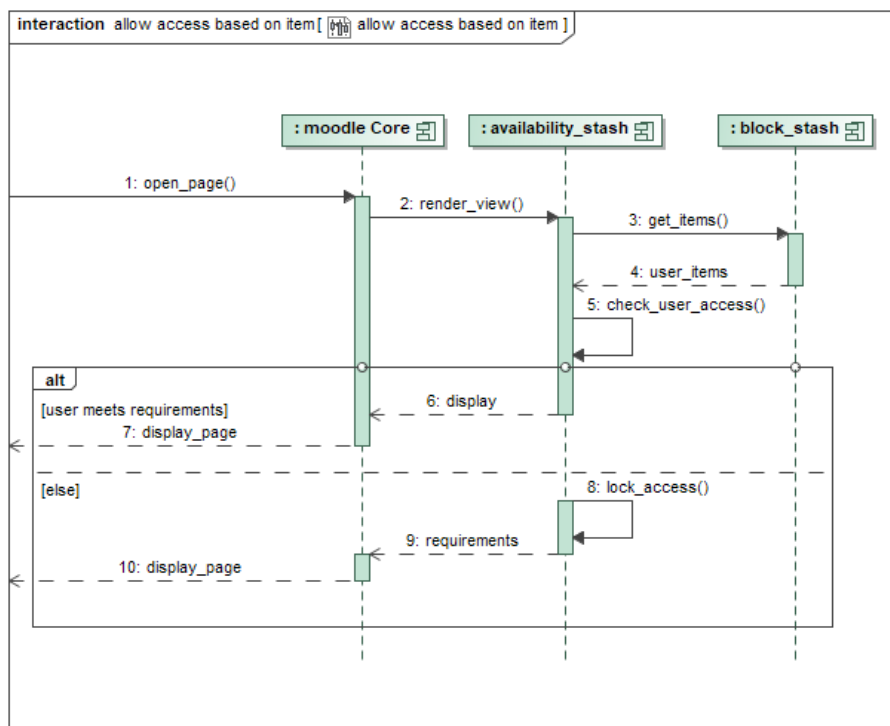 interaction allow access based on item[ allow access based on item ]
: moodle Core
: availability_stash
: block_stash
1: open_page()
2: render_view()
3: get_items()
4: user_items
5: check_user_access()
alt
[user meets requirements]
6: display
7: display_page
[else]
8: lock_access()
9: requirements
10: display_page